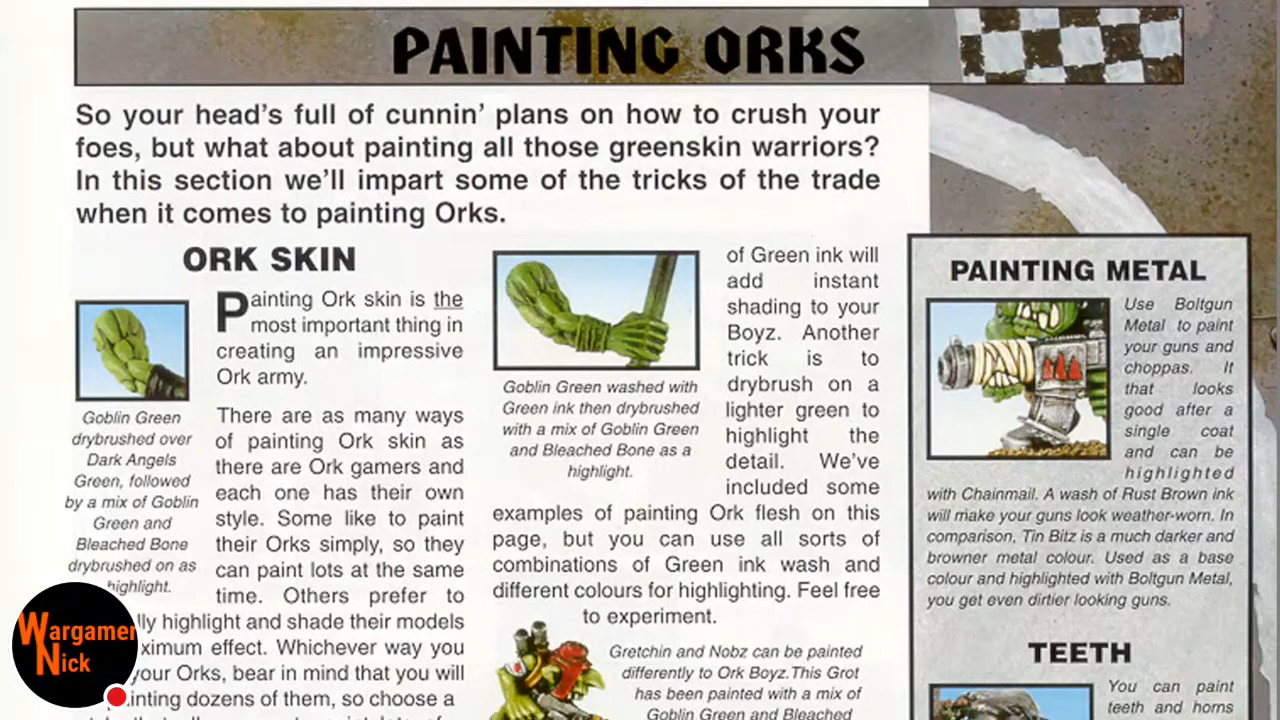 PAINTING ORKS
So your head's full of cunnin' plans on how to crush your
foes, but what about painting all those greenskin warriors?
In this section we'll impart some of the tricks of the trade
when it comes to painting Orks.
ORK SKIN
Painting Ork skin is the
most important thing in
creating an impressive
Ork army.
Goblin Green
drybrushed over
Dark Angels
Green, followed
by a mix of Goblin
Green and
Bleached Bone
drybrushed on as
highlight.
There are as many ways
of painting Ork skin as
there are Ork gamers and
each one has their own
style. Some like to paint
their Orks simply, so they
can paint lots at the same
time. Others prefer to
highlight and shade their models
effect. Whichever way you
your Orks, bear in mind that you will
dozens of them, so choose a
Goblin Green washed with
Green ink then drybrushed
with a mix of Goblin Green
and Bleached Bone as a
highlight.
of Green ink will
add instant
shading to your
Boyz. Another
trick is to
drybrush on a
lighter green to
highlight the
detail. We've
included some
examples of painting Ork flesh on this
page, but you can use all sorts of
combinations of Green ink wash and
different colours for highlighting. Feel free
to experiment.
Gretchin and Nobz can be painted
differently to Ork Boyz.This Grot
has been painted with a mix of
Goblin Green and Bleached
PAINTING METAL
Use Boltgun
Metal to paint
your guns and
choppas. It
that looks
good after a
single coat
and can be
highlighted
with Chainmail. A wash of Rust Brown ink
will make your guns look weather-worn. In
comparison, Tin Bitz is a much darker and
browner metal colour. Used as a base
colour and highlighted with Boltgun Metal,
you get even dirtier looking guns.
TEETH
You can paint
teeth and horns
Wargamer
Nick